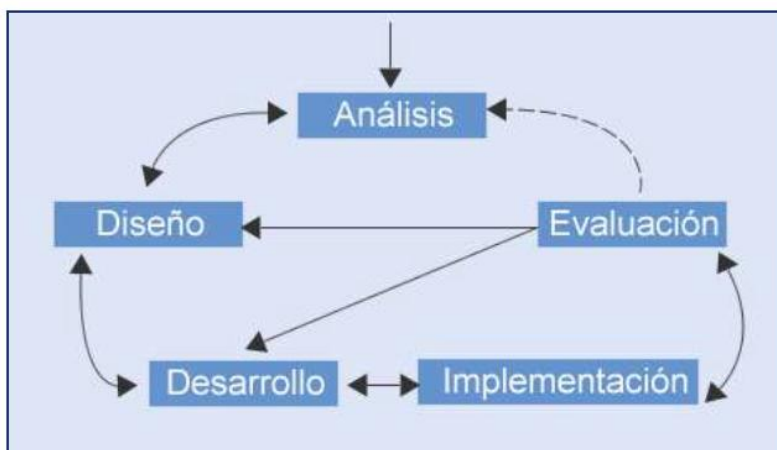 Análisis
Diseño
Evaluación
Desarrollo
Implementación